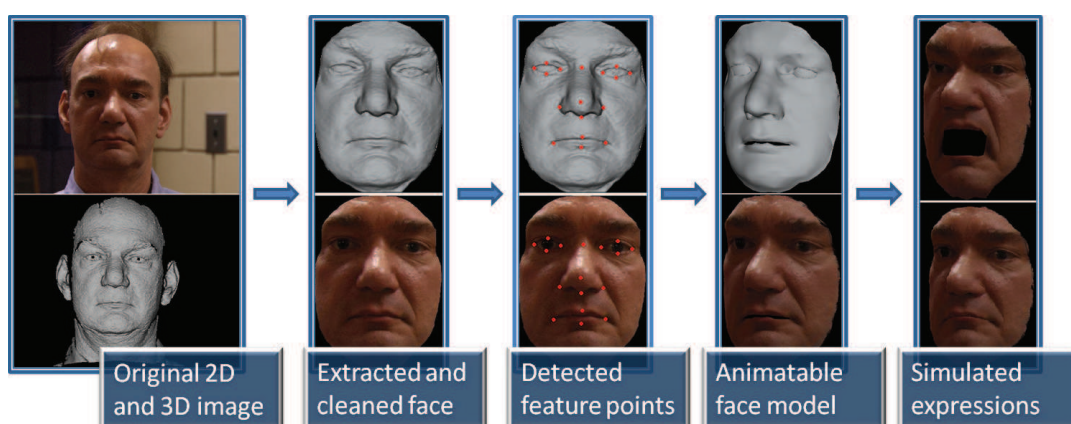 Original 2D
and 3D image
Extracted and
cleaned face
Detected
feature points
Animatable
face model
Simulated
expressions